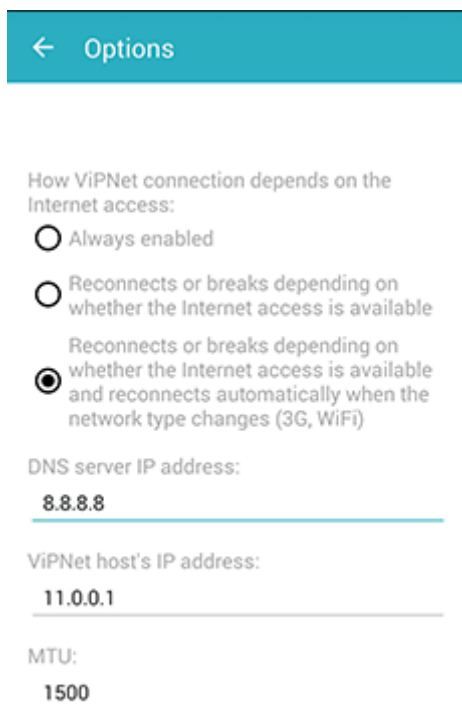 Options
How ViPNet connection depends on the
Internet access:
Always enabled
Reconnects or breaks depending on
whether the Internet access is available
Reconnects or breaks depending on
whether the Internet access is available
and reconnects automatically when the
network type changes (3G, WiFi)
DNS server IP address:
8.8.8.8
ViPNet host's IP address:
11.0.0.1
MTU:
1500